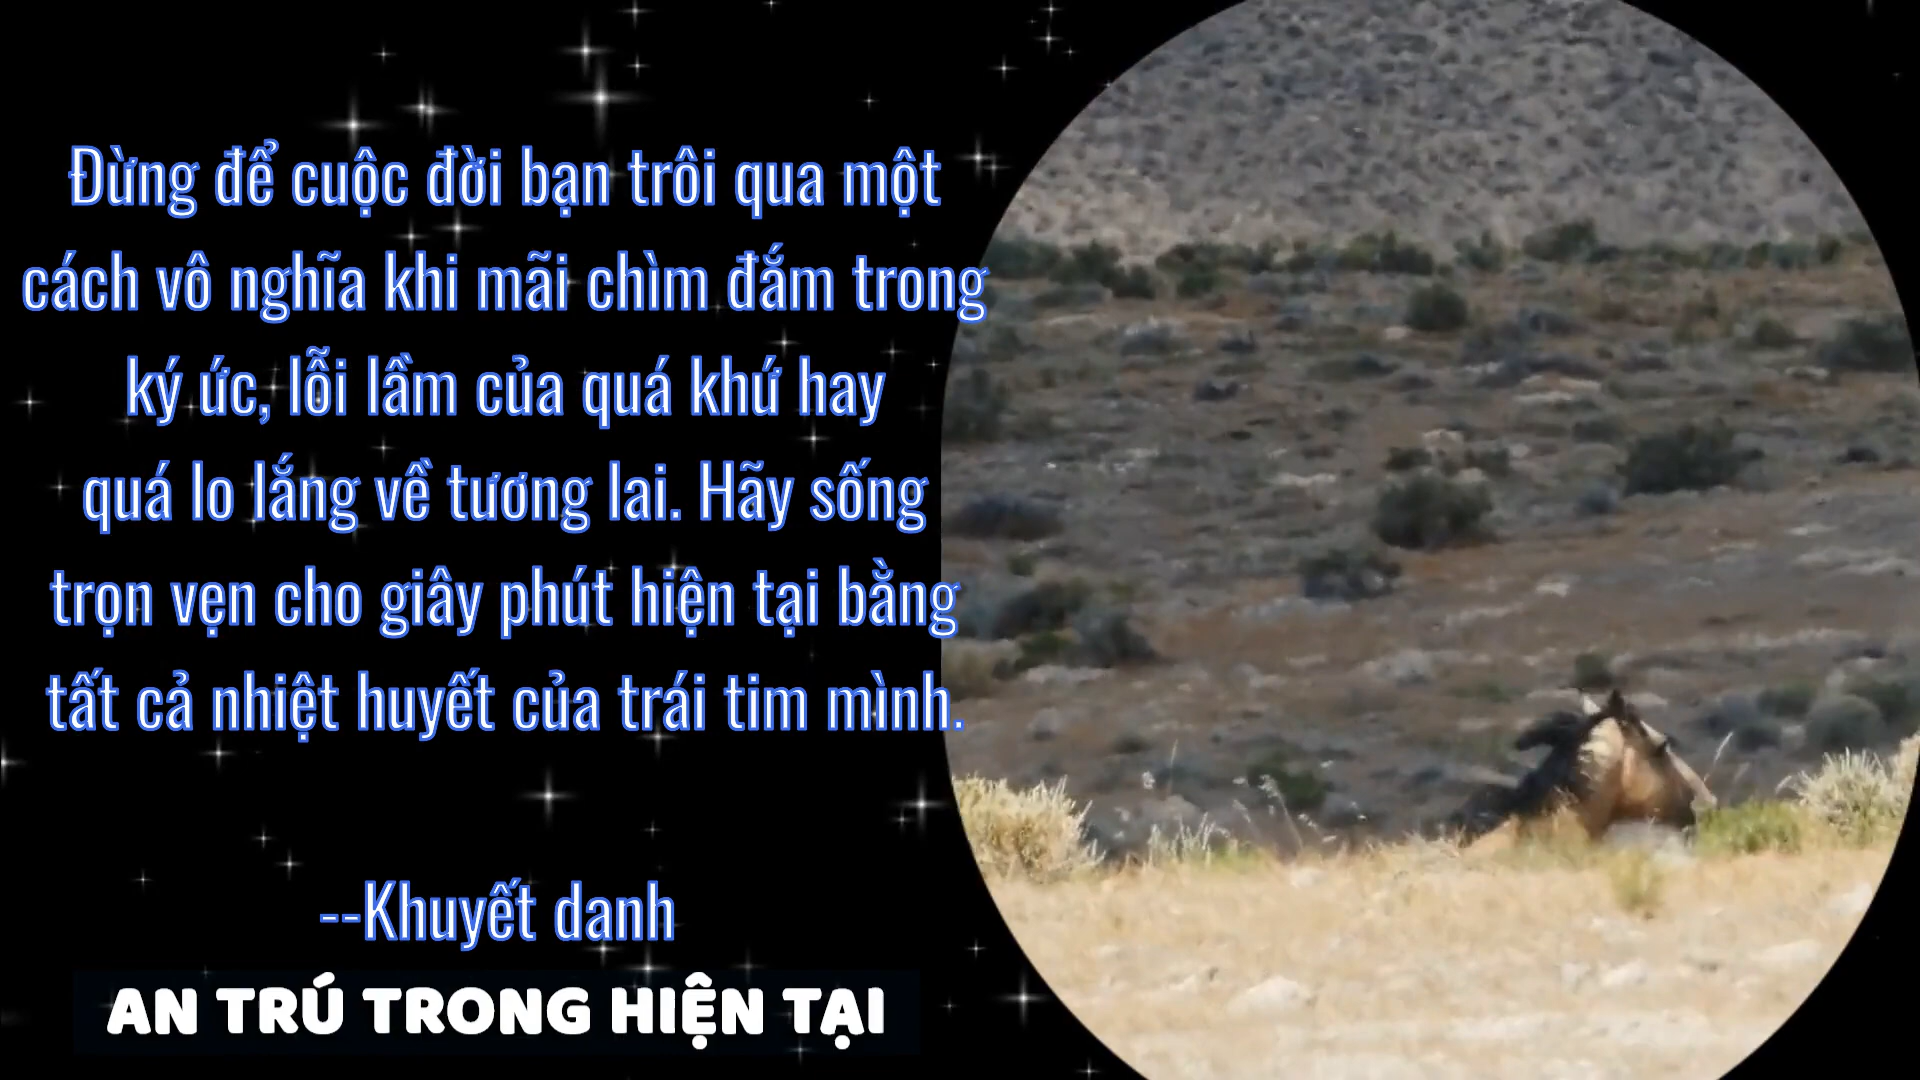 Đừng để cuộc đời bạn trôi qua một
cách vô nghĩa khi mãi chìm đắm trong
ký ức, lỗi lầm của quá khứ hay
quá lo lắng về tương lai. Hãy sống
trọn vẹn cho giây phút hiện tại bằng
tất cả nhiệt huyết của trái tim mình.
--Khuyết danh
AN TRÚ TRONG HIỆN TẠI